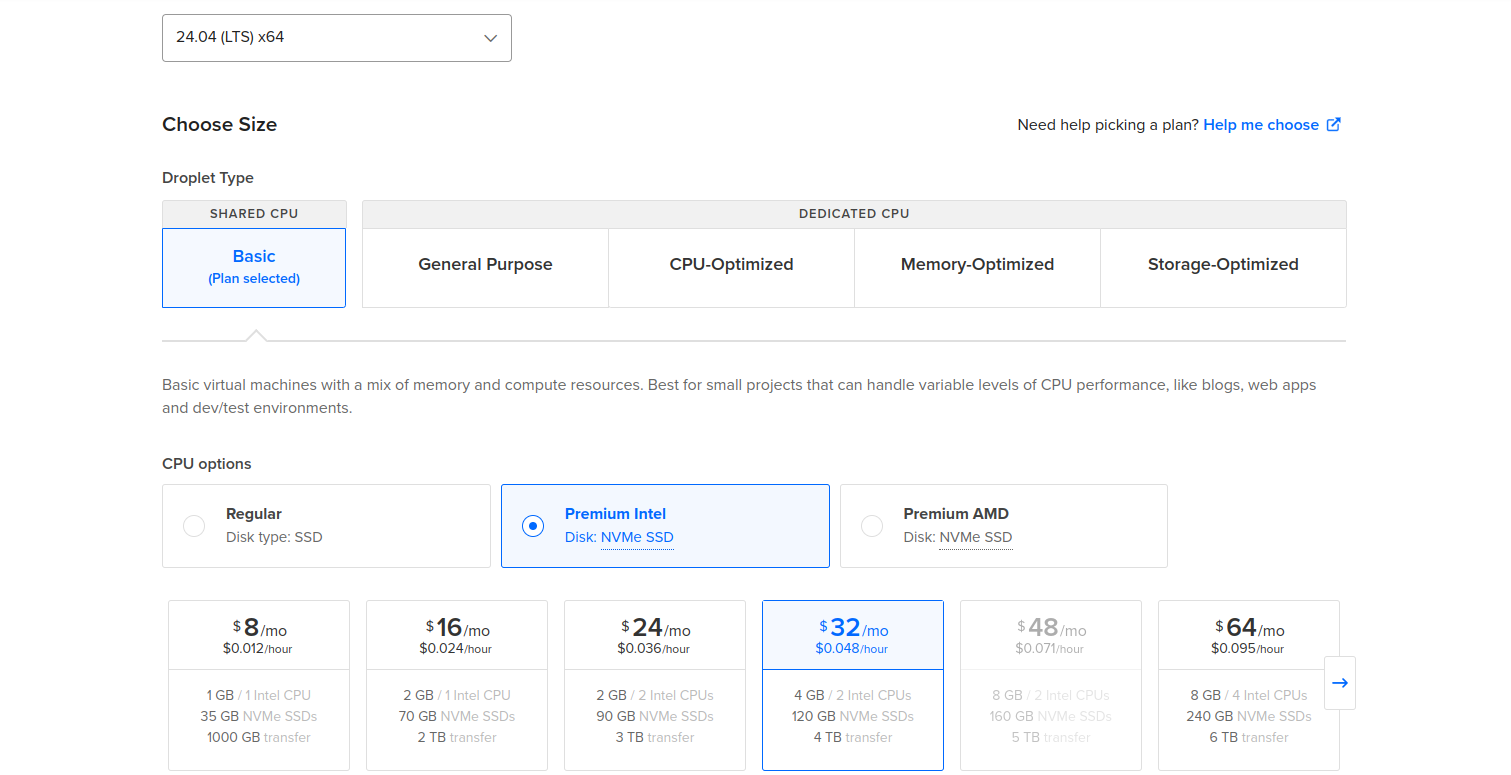 24.04 (LTS) x64
Choose Size
Need help picking a plan? Help me choose
Droplet Type
SHARED CPU
DEDICATED CPU
Basic
(Plan selected)
General Purpose
CPU-Optimized
Memory-Optimized
Storage-Optimized
Basic virtual machines with a mix of memory and compute resources. Best for small projects that can handle variable levels of CPU performance, like blogs, web apps
and dev/test environments.
CPU options
Regular
Disk type: SSD
Premium Intel
Disk: NVMe SSD
Premium AMD
Disk: NVMe SSD
$8/mo
$0.012/hour
1 GB / 1 Intel CPU
35 GB NVMe SSDs
1000 GB transfer
$16/mo
$0.024/hour
2 GB / 1 Intel CPU
70 GB NVMe SSDs
2 TB transfer
$24/mo
$0.036/hour
2 GB / 2 Intel CPUs
90 GB NVMe SSDs
3 TB transfer
$32/mo
$0.048/hour
4 GB / 2 Intel CPUs
120 GB NVMe SSDs
4 TB transfer
$48/mo
$0.071/hour
8 GB / 2 Intel CPUs
160 GB NVMe SSDs
5 TB transfer
$64/mo
$0.095/hour
8 GB / 4 Intel CPUs
240 GB NVMe SSDs
6 TB transfer